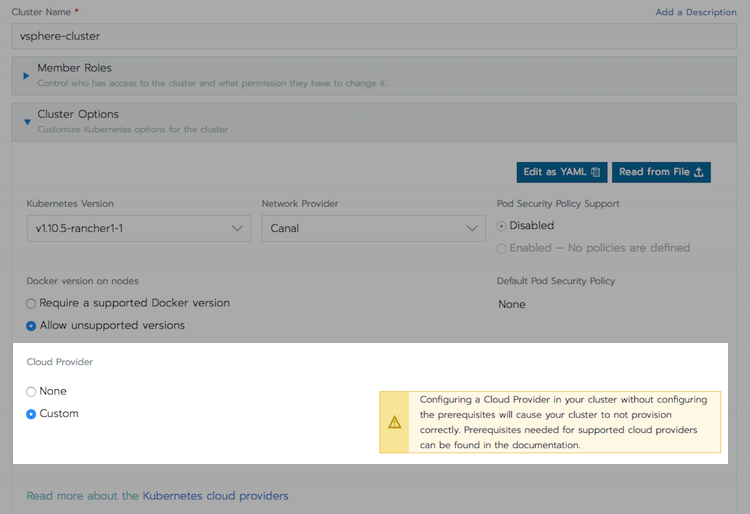 Cluster Name *
Add a Description
vsphere-cluster
Member Roles
Control who has access to the cluster and what permission they have to change it.
Cluster Options
Customize Kubernetes options for the cluster
Edit as YAML
Read from File
Kubernetes Version
Network Provider
Pod Security Policy Support
v1.10.5-rancher1-1
Canal
Disabled
Enabled — No policies are defined
Docker version on nodes
Default Pod Security Policy
Require a supported Docker version
None
Allow unsupported versions
Cloud Provider
None
Custom
Configuring a Cloud Provider in your cluster without configuring
the prerequisites will cause your cluster to not provision
correctly. Prerequisites needed for supported cloud providers
can be found in the documentation.
Read more about the Kubernetes cloud providers